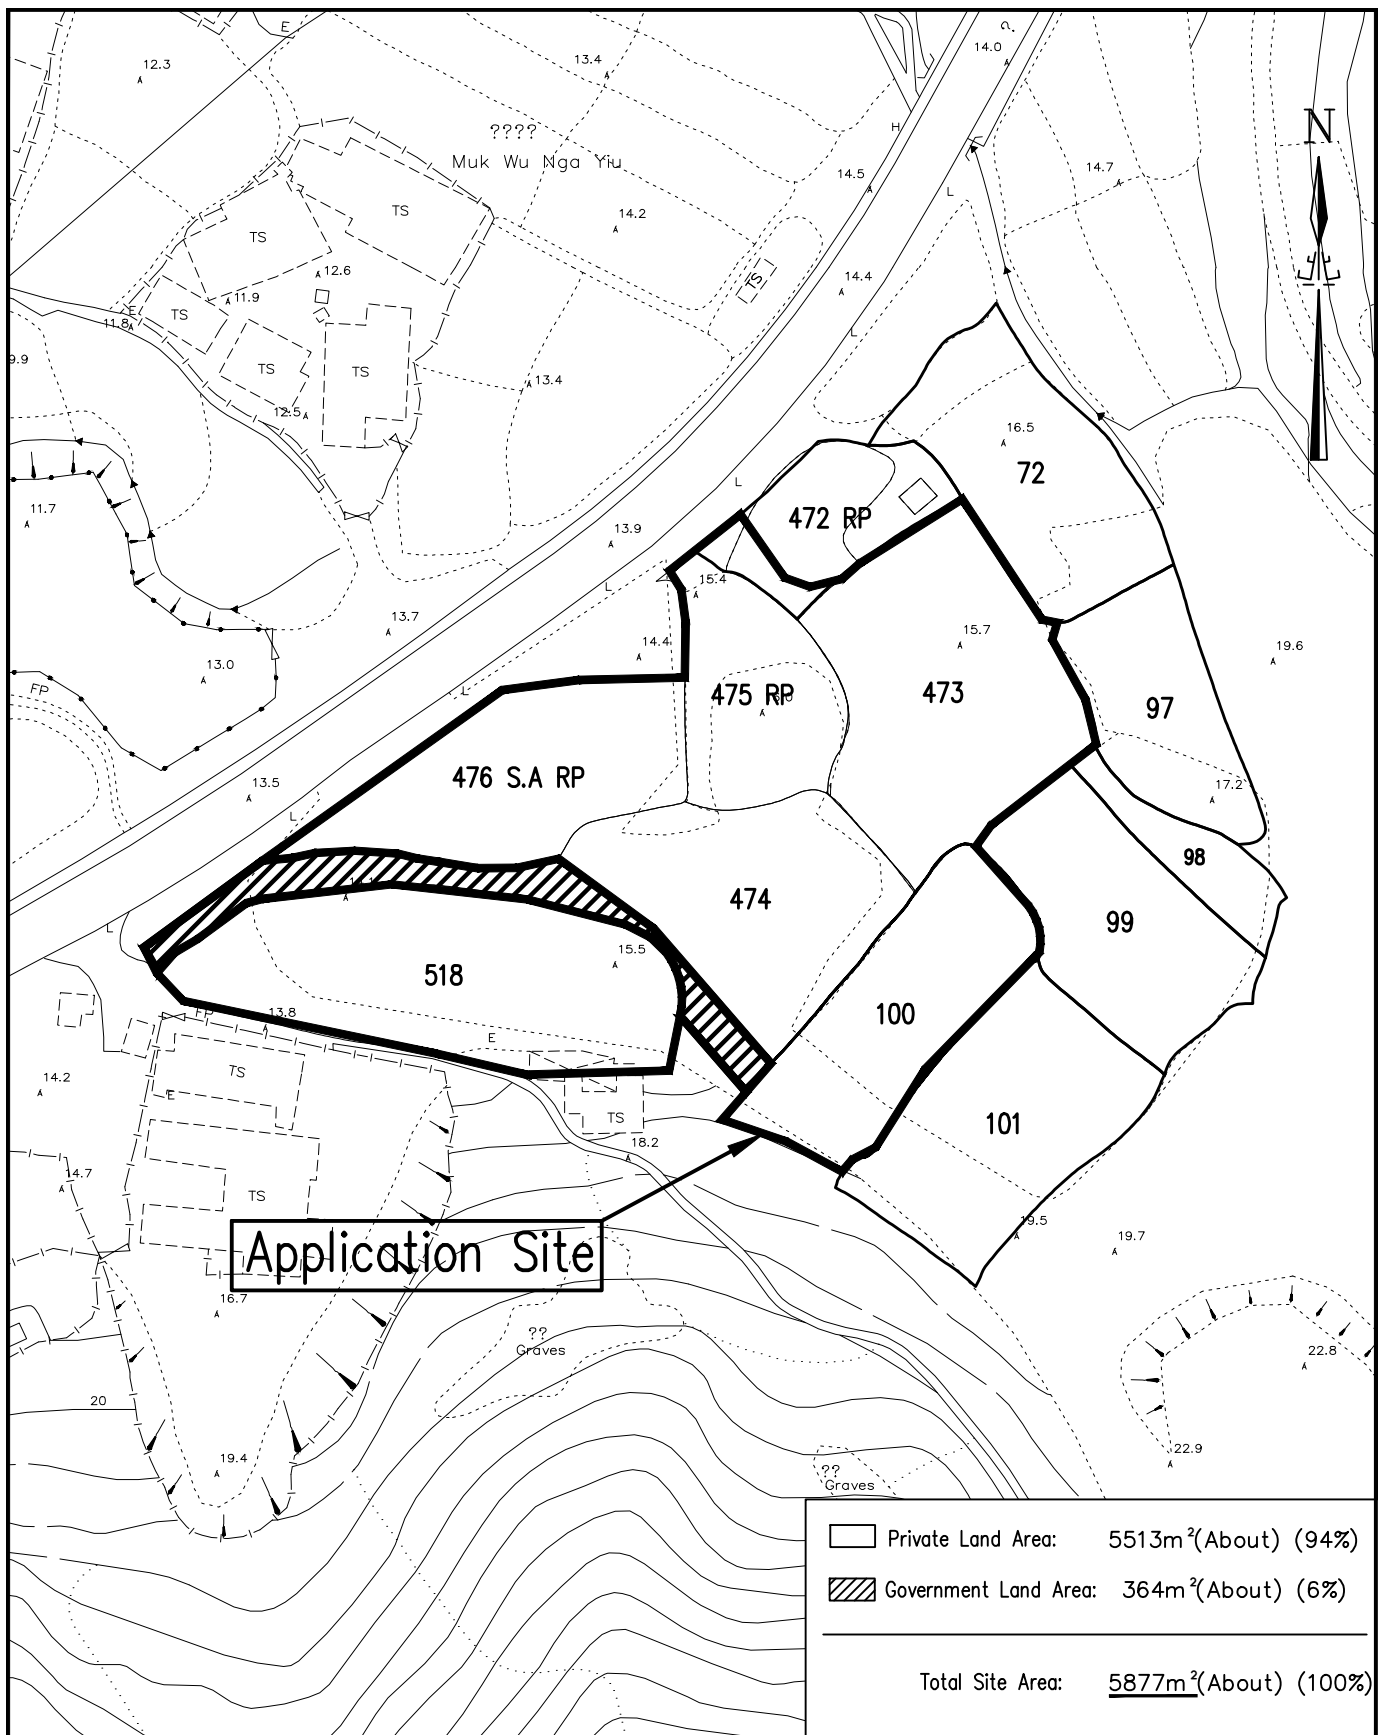 E
12.3
13.4
14.0
2.
N
????
Muk Wu Nga Yiu
H
14.5
14.7
L
TS
14.2
TS
TS
12.6
14.4
11.9
TS
E
11.8
L
9.9
TS
TS
13.4
12.5
16.5
72
L
11.7
472 RP
13.9
15.4
L
13.7
14.4
15.7
19.6
13.0
FP
L
475 RP
473
97
476 S.A RP
13.5
17.2
L
98
474
99
L
15.5
518
13.8
FP
100
E
TS
14.2
E
TS
101
18.2
14.7
TS
19.5
19.7
Application Site
16.7
??
Graves
22.8
20
19.4
22.9
??
Graves
Private Land Area: 5513m²(About) (94%)
Government Land Area: 364m²(About) (6%)
Total Site Area: 5877m²(About) (100%)